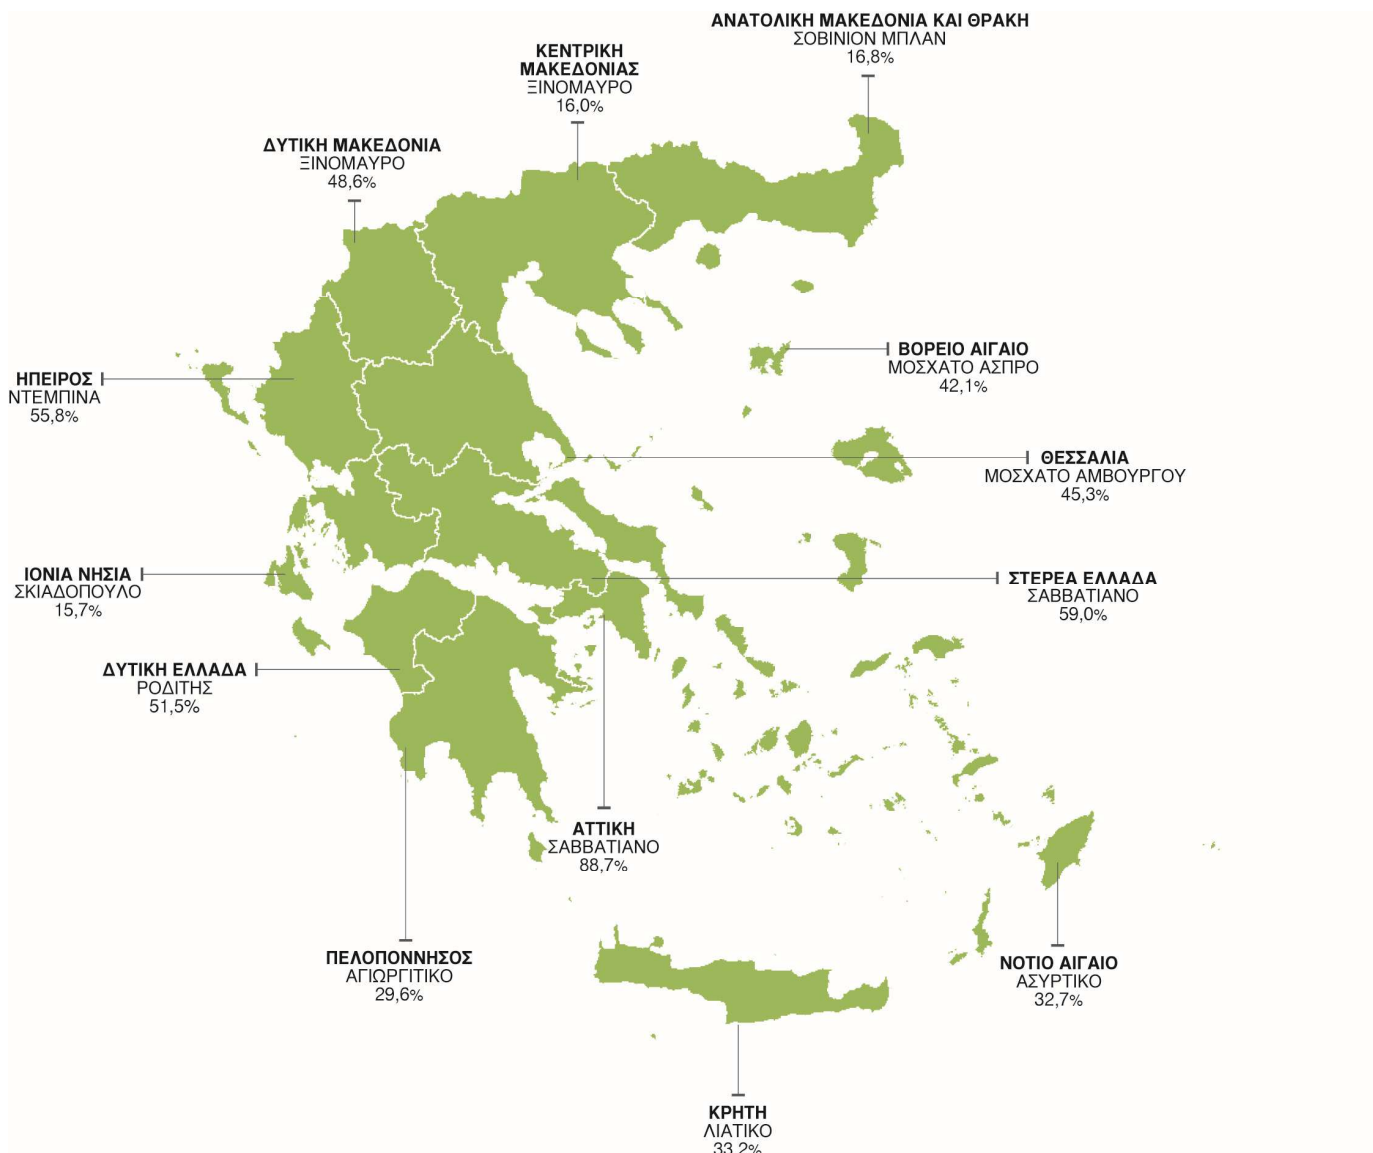 ΑΝΑΤΟΛΙΚΗ ΜΑΚΕΔΟΝΙΑ ΚΑΙ ΘΡΑΚΗ
ΣΟΒΙΝΙΟΝ ΜΠΛΑΝ
16,8%
ΚΕΝΤΡΙΚΗ
ΜΑΚΕΔΟΝΙΑΣ
ΞΙΝΟΜΑΥΡΟ
16,0%
ΔΥΤΙΚΗ ΜΑΚΕΔΟΝΙΑ
ΞΙΝΟΜΑΥΡΟ
48,6%
ΒΟΡΕΙΟ ΑΙΓΑΙΟ
ΜΟΣΧΑΤΟ ΑΣΠΡΟ
42,1%
ΗΠΕΙΡΟΣ
ΝΤΕΜΠΙΝΑ
55,8%
ΘΕΣΣΑΛΙΑ
ΜΟΣΧΑΤΟ ΑΜΒΟΥΡΓΟΥ
45,3%
ΙΟΝΙΑ ΝΗΣΙΑ
ΣΚΙΑΔΟΠΟΥΛΟ
15,7%
ΣΤΕΡΕΑ ΕΛΛΑΔΑ
ΣΑΒΒΑΤΙΑΝΟ
59,0%
ΔΥΤΙΚΗ ΕΛΛΑΔΑ
ΡΟΔΙΤΗΣ
51,5%
ΑΤΤΙΚΗ
ΣΑΒΒΑΤΙΑΝΟ
88,7%
ΠΕΛΟΠΟΝΝΗΣΟΣ
ΑΓΙΩΡΓΙΤΙΚΟ
29,6%
ΝΟΤΙΟ ΑΙΓΑΙΟ
ΑΣΥΡΤΙΚΟ
32,7%
ΚΡΗΤΗ
ΛΙΑΤΙΚΟ
33,2%